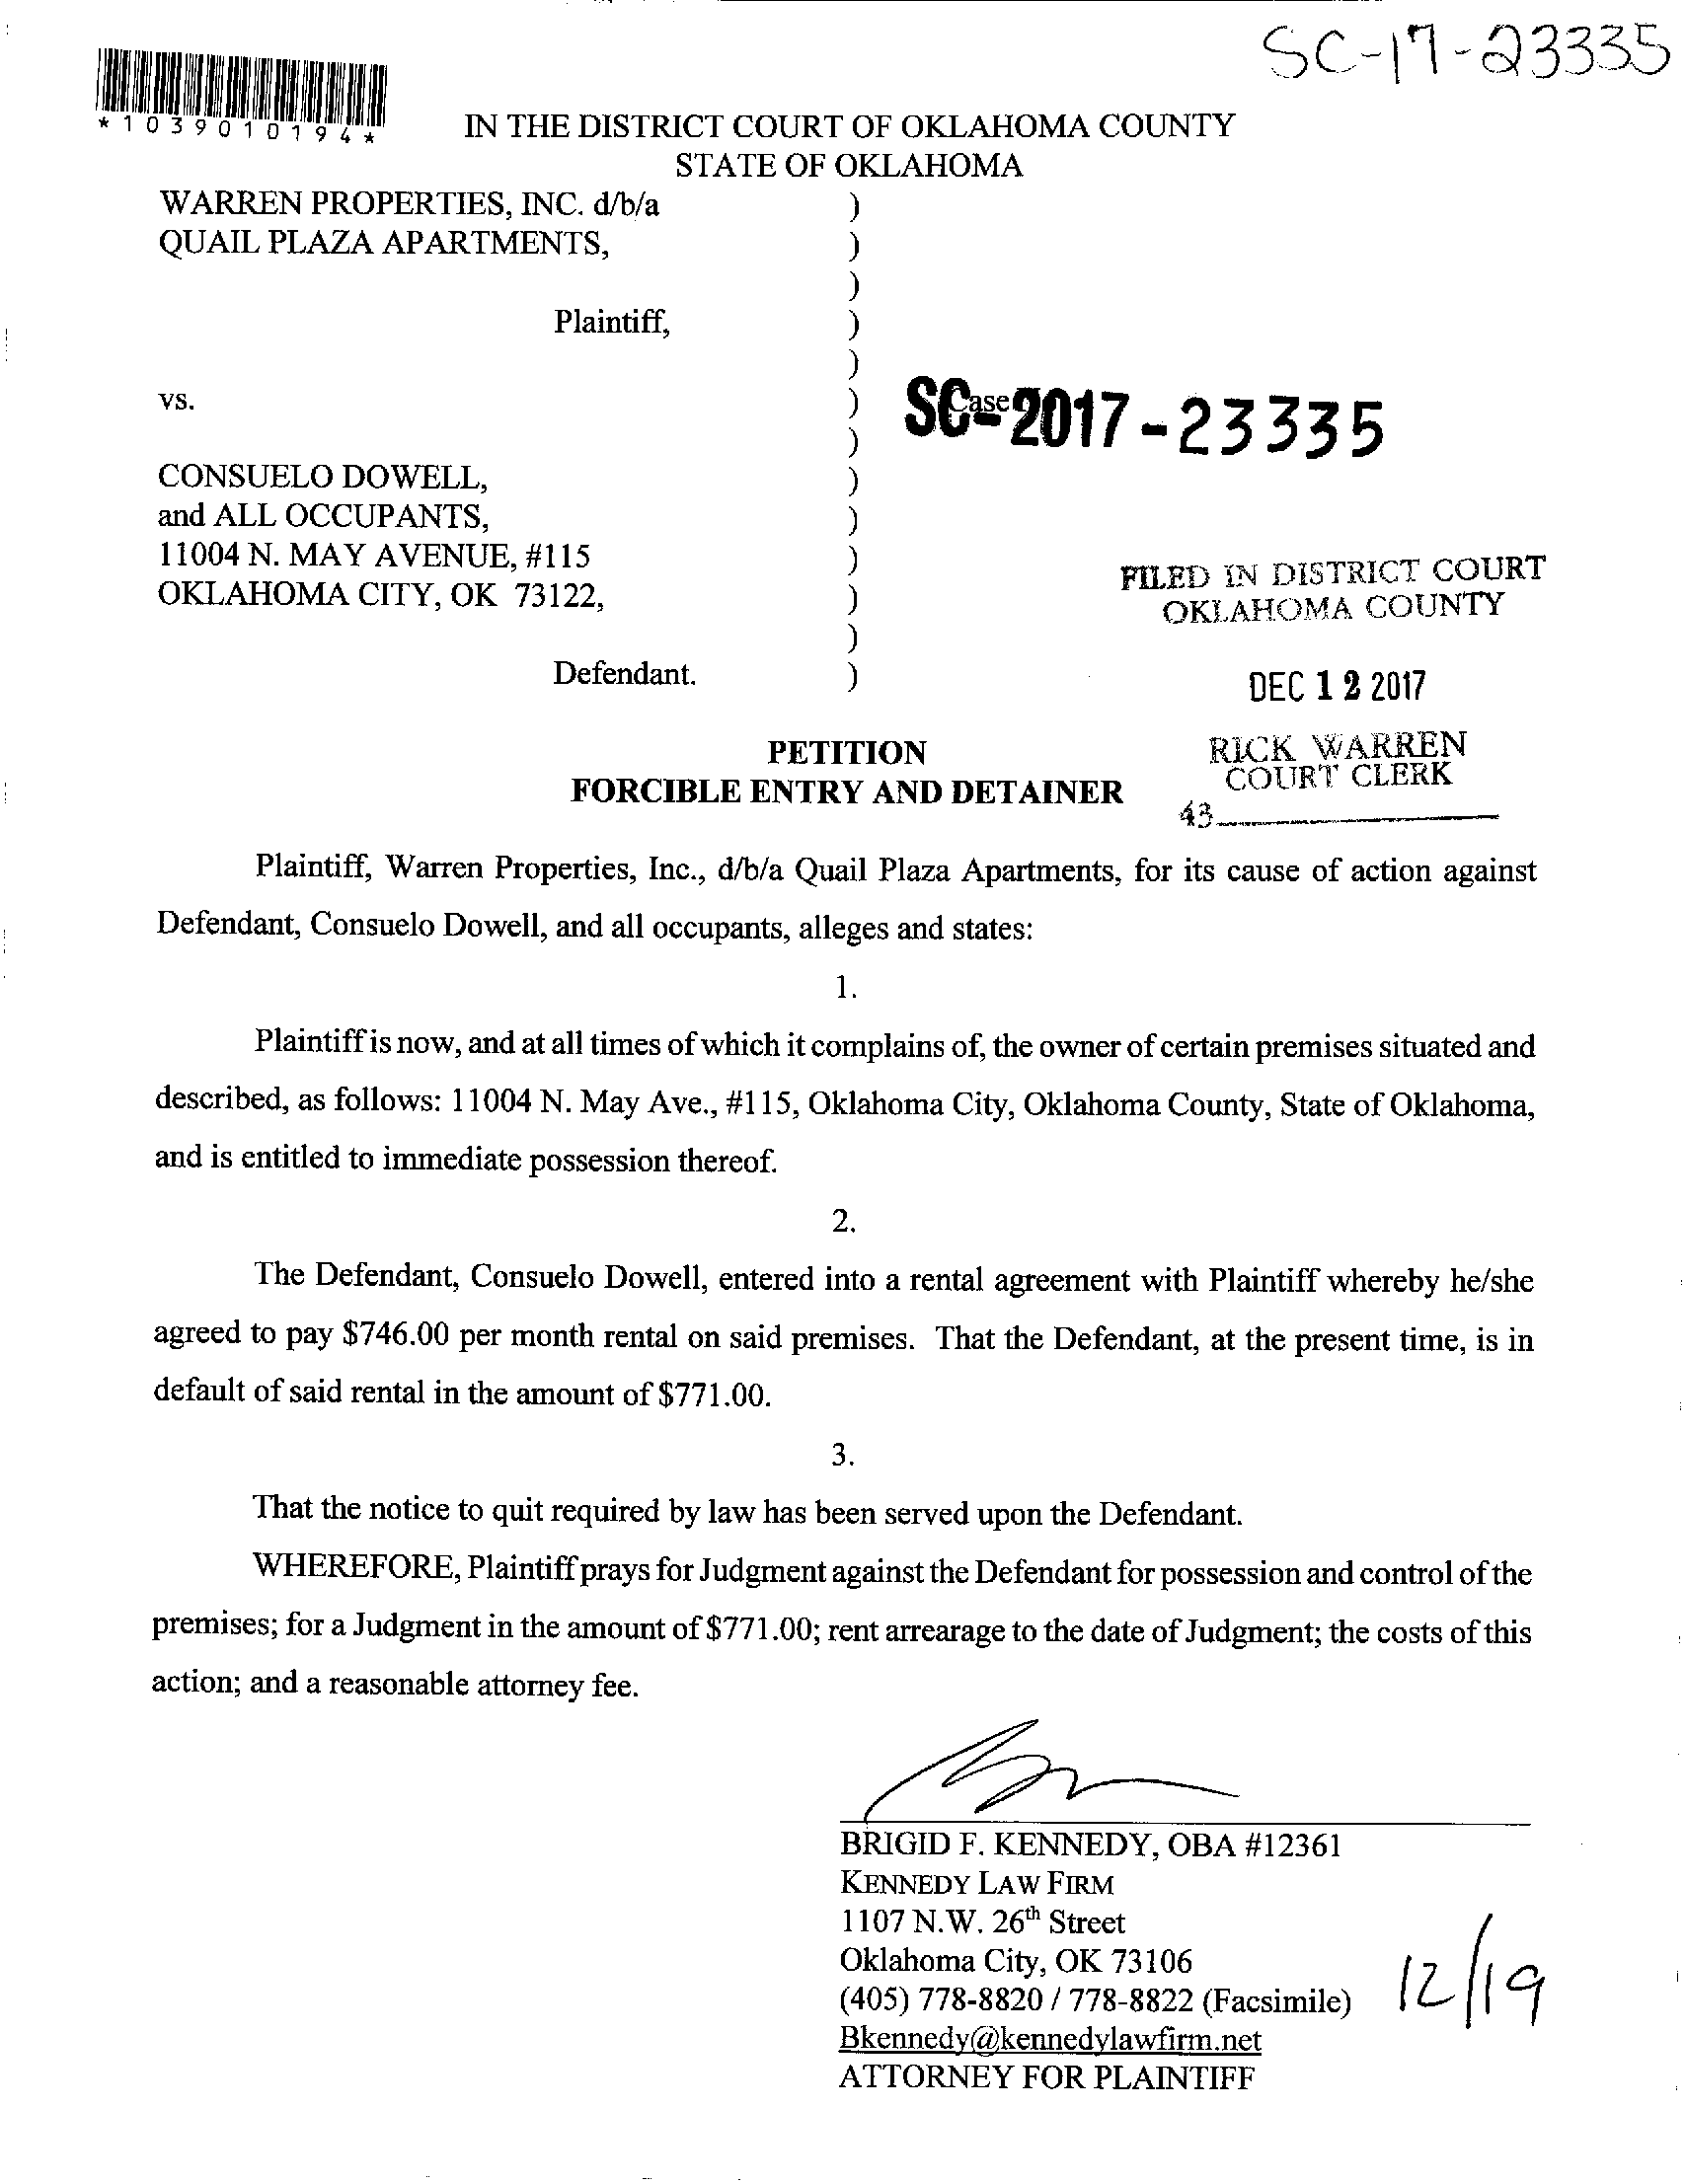 SC-17-23335
*1039010194*
IN THE DISTRICT COURT OF OKLAHOMA COUNTY
STATE OF OKLAHOMA
WARREN PROPERTIES, INC. d/b/a )
QUAIL PLAZA APARTMENTS, )
)
Plaintiff, )
)
vs. ) Case SC-2017-23335
)
CONSUELO DOWELL, )
and ALL OCCUPANTS, )
11004 N. MAY AVENUE, #115 )
OKLAHOMA CITY, OK 73122, )
)
Defendant. )
FILED IN DISTRICT COURT
OKLAHOMA COUNTY
DEC 12 2017
RICK WARREN
COURT CLERK
43
PETITION
FORCIBLE ENTRY AND DETAINER
Plaintiff, Warren Properties, Inc., d/b/a Quail Plaza Apartments, for its cause of action against
Defendant, Consuelo Dowell, and all occupants, alleges and states:
1.
Plaintiff is now, and at all times of which it complains of, the owner of certain premises situated and
described, as follows: 11004 N. May Ave., #115, Oklahoma City, Oklahoma County, State of Oklahoma,
and is entitled to immediate possession thereof.
2.
The Defendant, Consuelo Dowell, entered into a rental agreement with Plaintiff whereby he/she
agreed to pay $746.00 per month rental on said premises. That the Defendant, at the present time, is in
default of said rental in the amount of $771.00.
3.
That the notice to quit required by law has been served upon the Defendant.
WHEREFORE, Plaintiff prays for Judgment against the Defendant for possession and control of the
premises; for a Judgment in the amount of $771.00; rent arrearage to the date of Judgment; the costs of this
action; and a reasonable attorney fee.
BRIGID F. KENNEDY, OBA #12361
KENNEDY LAW FIRM
1107 N.W. 26th Street
Oklahoma City, OK 73106
(405) 778-8820 / 778-8822 (Facsimile)
Bkennedy@kennedylawfirm.net
ATTORNEY FOR PLAINTIFF
12/19